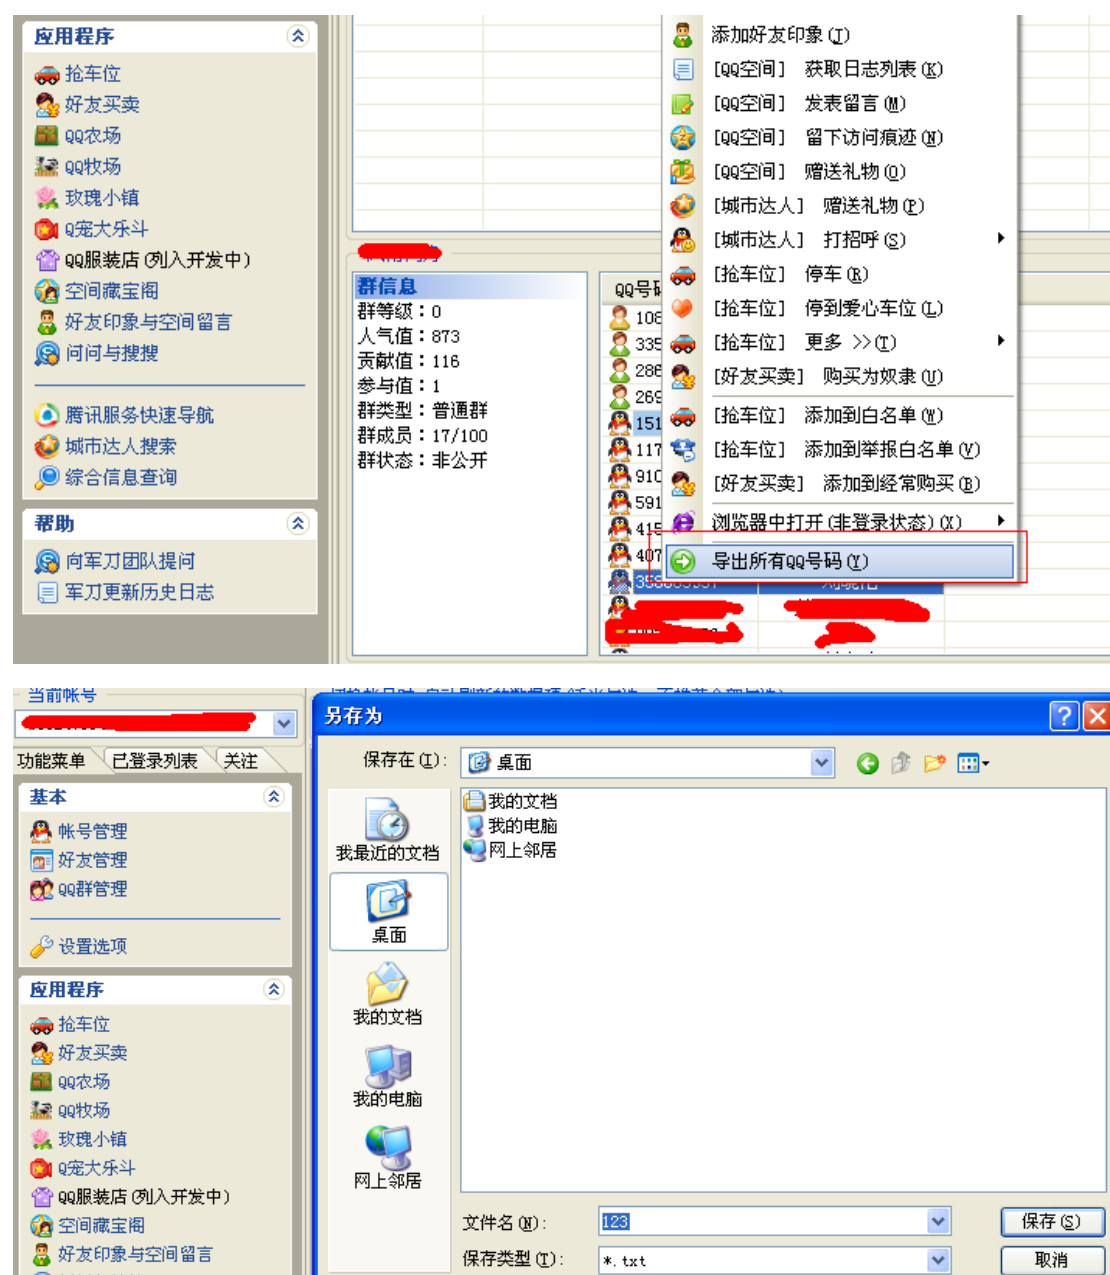 应用程序
抢车位
好友买卖
QQ农场
QQ牧场
玫瑰小镇
Q宠大乐斗
QQ服装店(列入开发中)
空间藏宝阁
好友印象与空间留言
问问与搜搜
腾讯服务快速导航
城市达人搜索
综合信息查询
帮助
向军刀团队提问
军刀更新历史日志
群信息
群等级：0
人气值：873
贡献值：116
参与值：1
群类型：普通群
群成员：17/100
群状态：非公开
QQ号码
108
335
286
269
151
117
910
591
415
407
添加好友印象(J)
[QQ空间] 获取日志列表(K)
[QQ空间] 发表留言(M)
[QQ空间] 留下访问痕迹(N)
[QQ空间] 赠送礼物(O)
[城市达人] 赠送礼物(P)
[城市达人] 打招呼(S)
[抢车位] 停车(R)
[抢车位] 停到爱心车位(L)
[抢车位] 更多 >>(T)
[好友买卖] 购买为奴隶(U)
[抢车位] 添加到白名单(W)
[抢车位] 添加到举报白名单(V)
[好友买卖] 添加到经常购买(B)
浏览器中打开(非登录状态)(X)
导出所有QQ号码(Y)
当前帐号
功能菜单 已登录列表 关注
基本
帐号管理
好友管理
QQ群管理
设置选项
应用程序
抢车位
好友买卖
QQ农场
QQ牧场
玫瑰小镇
Q宠大乐斗
QQ服装店(列入开发中)
空间藏宝阁
好友印象与空间留言
另存为
保存在(I): 桌面
我最近的文档
桌面
我的文档
我的电脑
网上邻居
我的文档
我的电脑
网上邻居
文件名(N): 123 保存(S)
保存类型(T): *.txt 取消